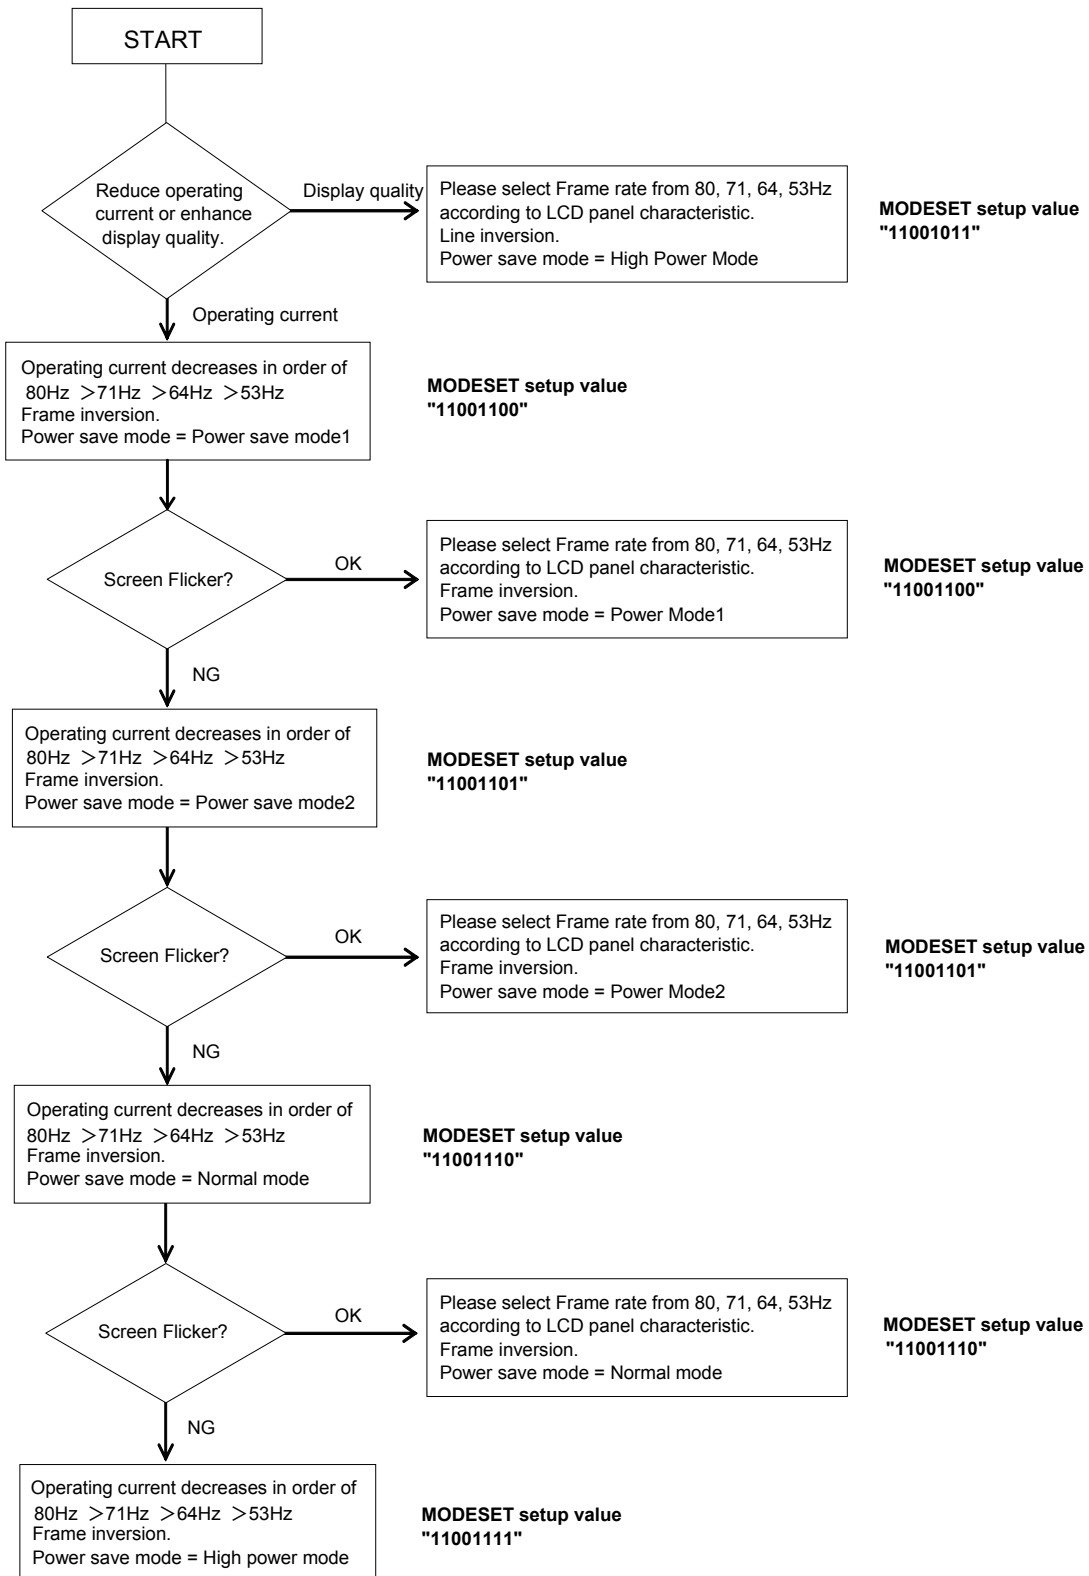 START
Reduce operating
current or enhance
display quality.
Display quality
Please select Frame rate from 80, 71, 64, 53Hz
according to LCD panel characteristic.
Line inversion.
Power save mode = High Power Mode
MODESET setup value
"11001011"
Operating current
Operating current decreases in order of
80Hz ＞71Hz ＞64Hz ＞53Hz
Frame inversion.
Power save mode = Power save mode1
MODESET setup value
"11001100"
Screen Flicker?
OK
Please select Frame rate from 80, 71, 64, 53Hz
according to LCD panel characteristic.
Frame inversion.
Power save mode = Power Mode1
MODESET setup value
"11001100"
NG
Operating current decreases in order of
80Hz ＞71Hz ＞64Hz ＞53Hz
Frame inversion.
Power save mode = Power save mode2
MODESET setup value
"11001101"
Screen Flicker?
OK
Please select Frame rate from 80, 71, 64, 53Hz
according to LCD panel characteristic.
Frame inversion.
Power save mode = Power Mode2
MODESET setup value
"11001101"
NG
Operating current decreases in order of
80Hz ＞71Hz ＞64Hz ＞53Hz
Frame inversion.
Power save mode = Normal mode
MODESET setup value
"11001110"
Screen Flicker?
OK
Please select Frame rate from 80, 71, 64, 53Hz
according to LCD panel characteristic.
Frame inversion.
Power save mode = Normal mode
MODESET setup value
"11001110"
NG
Operating current decreases in order of
80Hz ＞71Hz ＞64Hz ＞53Hz
Frame inversion.
Power save mode = High power mode
MODESET setup value
"11001111"